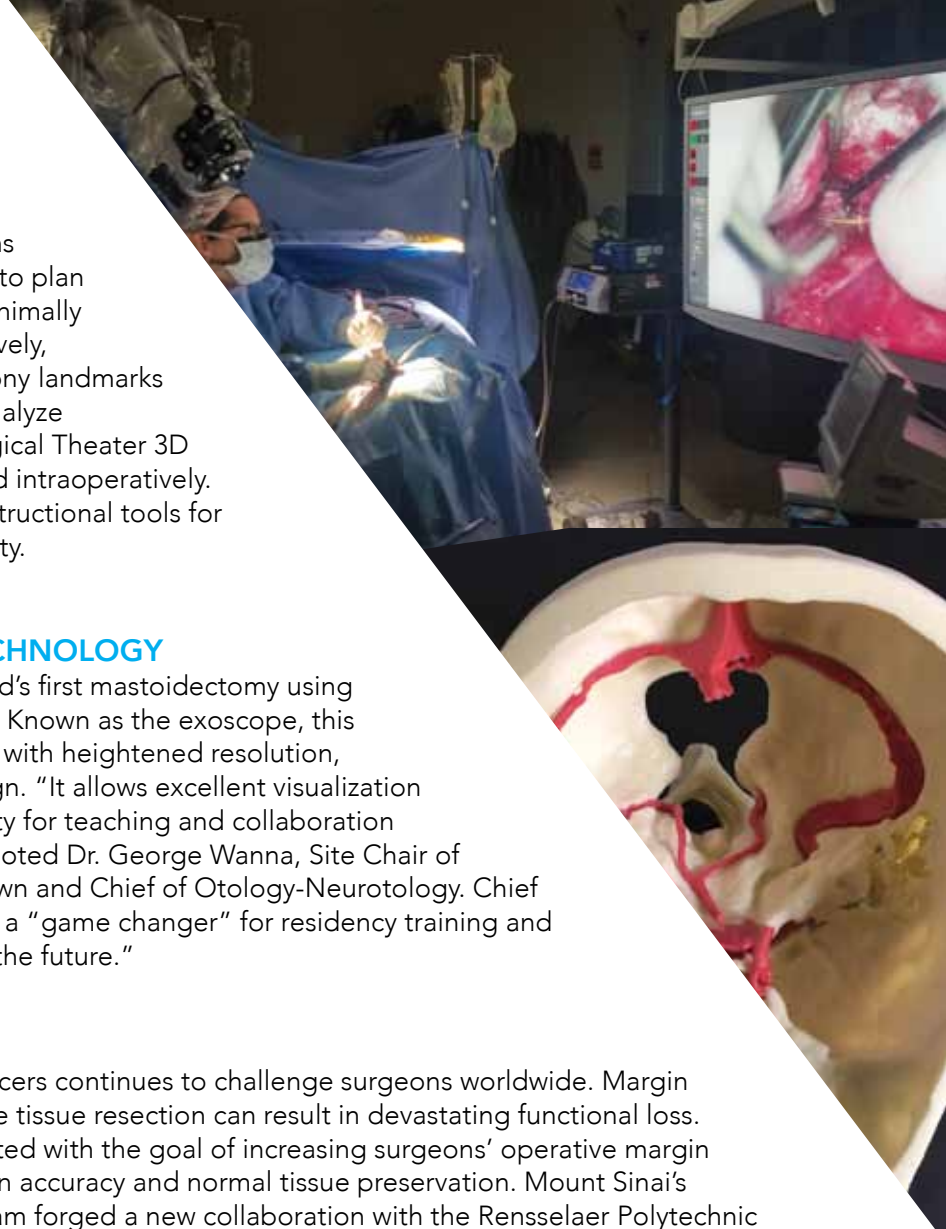 to plan
ony landmarks
gical Theater 3D
d intraoperatively.
tructional tools for
ty.
CHNOLOGY
d’s first mastoidectomy using
Known as the exoscope, this
with heightened resolution,
gn. “It allows excellent visualization
ty for teaching and collaboration
oted Dr. George Wanna, Site Chair of
wn and Chief of Otology-Neurotology. Chief
a “game changer” for residency training and
the future.”
cers continues to challenge surgeons worldwide. Margin
e tissue resection can result in devastating functional loss.
ted with the goal of increasing surgeons’ operative margin
n accuracy and normal tissue preservation. Mount Sinai’s
am forged a new collaboration with the Rensselaer Polytechnic